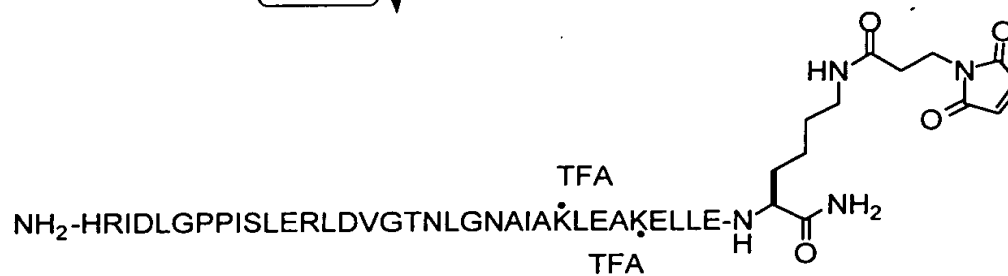 O
O
HN
N
O
TFA
NH₂-HRIDLGPPISLERLDVGTNLGNAIAKLEAKELLE-N NH₂
H O
TFA